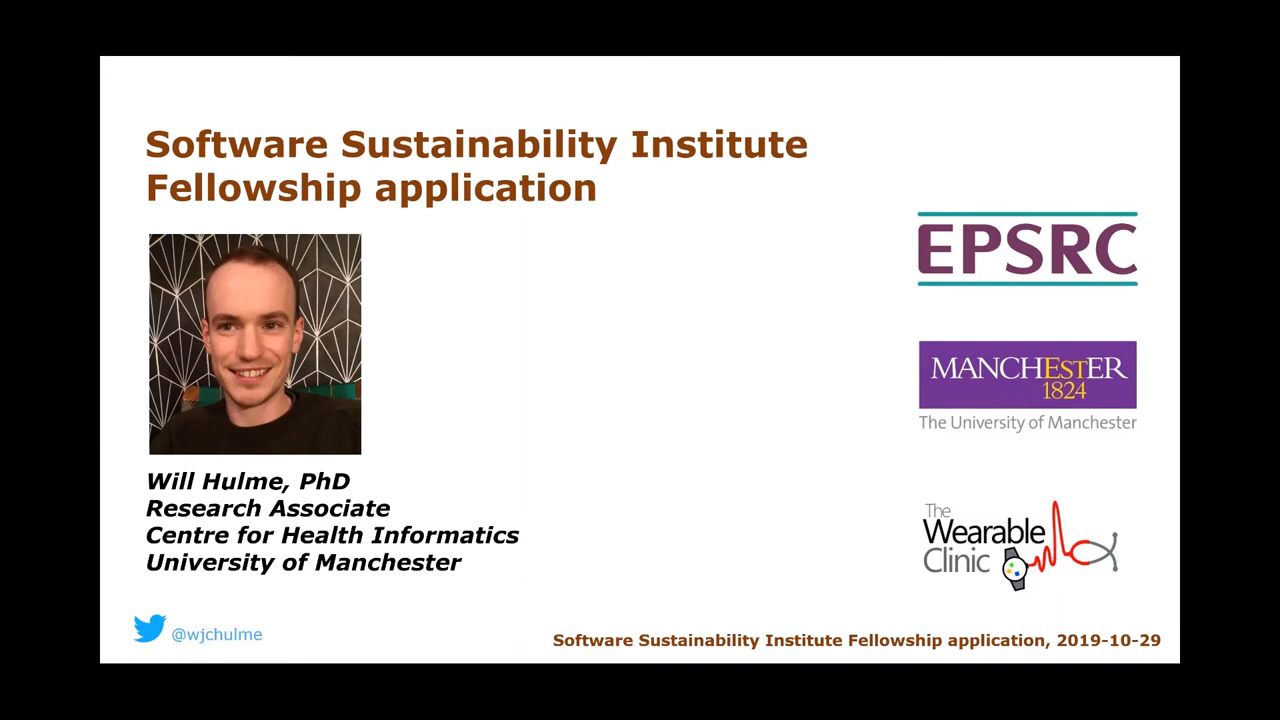 Software Sustainability Institute
Fellowship application
EPSRC
MANCHESTER
1824
The University of Manchester
Will Hulme, PhD
Research Associate
Centre for Health Informatics
University of Manchester
The
Wearable
Clinic
@wjchulme
Software Sustainability Institute Fellowship application, 2019-10-29